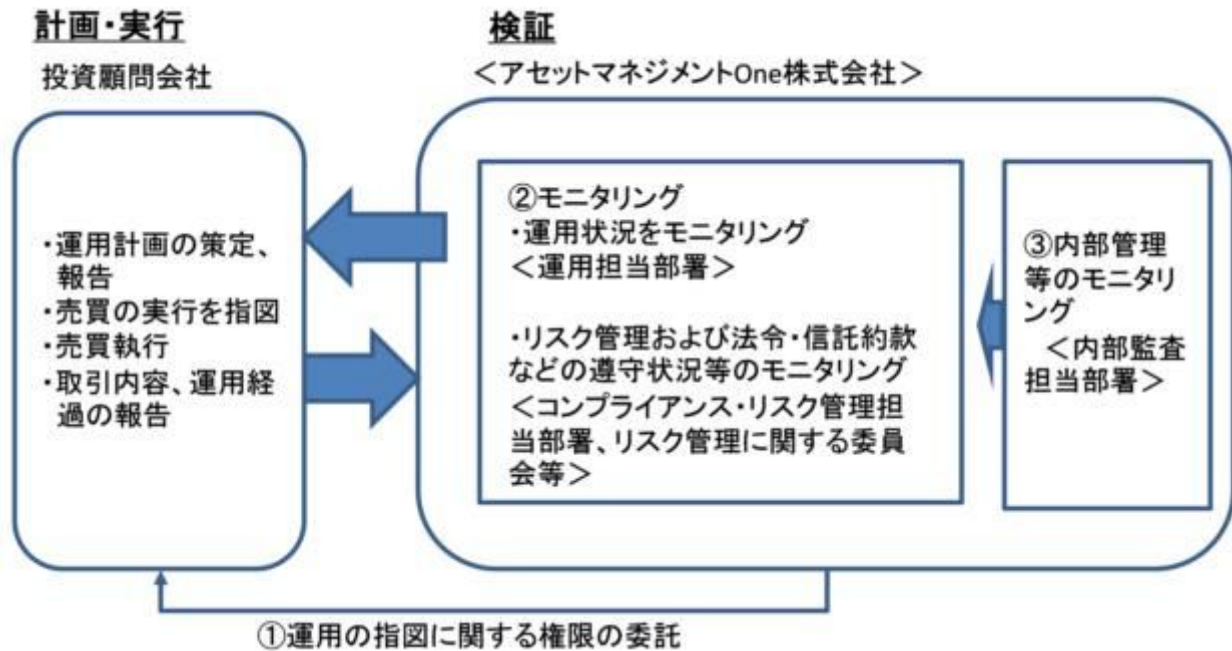 計画・実行
投資顧問会社
・運用計画の策定、
報告
・売買の実行を指図
・売買執行
・取引内容、運用経
過の報告
検証
＜アセットマネジメントOne株式会社＞
②モニタリング
・運用状況をモニタリング
＜運用担当部署＞
・リスク管理および法令・信託約款
などの遵守状況等のモニタリング
＜コンプライアンス・リスク管理担
当部署、リスク管理に関する委員
会等＞
③内部管理
等のモニタリ
ング
＜内部監査
担当部署＞
①運用の指図に関する権限の委託